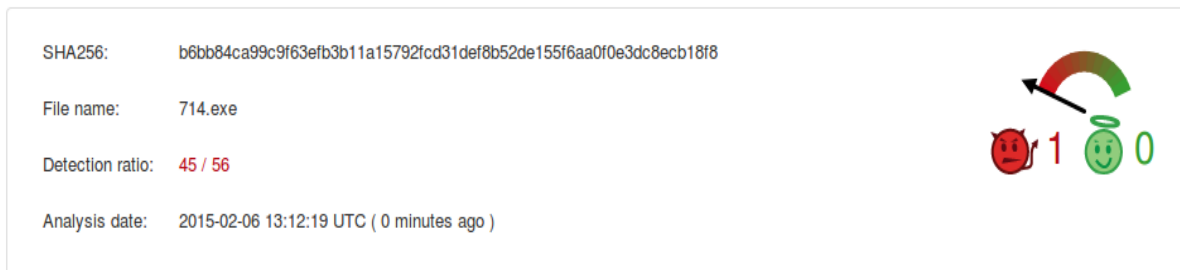 SHA256: b6bb84ca99c9f63efb3b11a15792fcd31def8b52de155f6aa0f0e3dc8ecb18f8
File name: 714.exe
Detection ratio: 45 / 56
Analysis date: 2015-02-06 13:12:19 UTC ( 0 minutes ago )
1 0